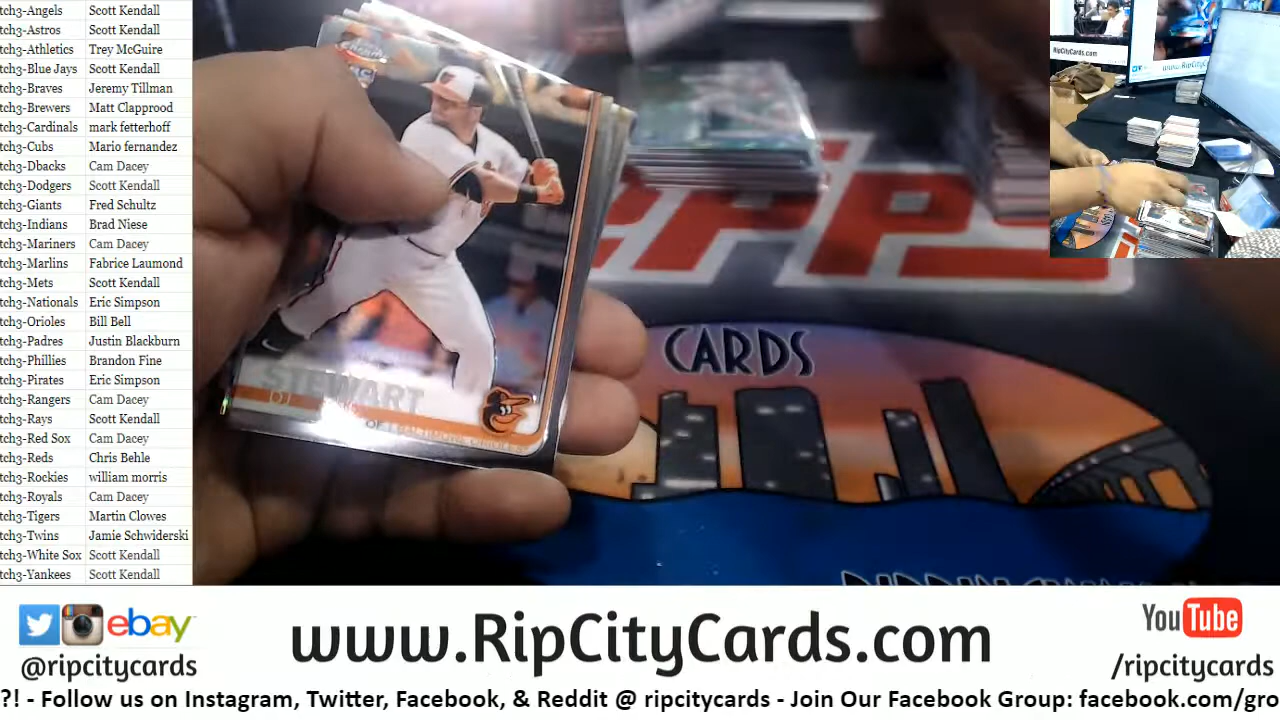 tch3-Angels Scott Kendall
tch3-Astros Scott Kendall
tch3-Athletics Trey McGuire
tch3-Blue Jays Scott Kendall
tch3-Braves Jeremy Tillman
tch3-Brewers Matt Clapprood
tch3-Cardinals mark fetterhoff
tch3-Cubs Mario fernandez
tch3-Dbacks Cam Dacey
tch3-Dodgers Scott Kendall
tch3-Giants Fred Schultz
tch3-Indians Brad Niese
tch3-Mariners Cam Dacey
tch3-Marlins Fabrice Laumond
tch3-Mets Scott Kendall
tch3-Nationals Eric Simpson
tch3-Orioles Bill Bell
tch3-Padres Justin Blackburn
tch3-Phillies Brandon Fine
tch3-Pirates Eric Simpson
tch3-Rangers Cam Dacey
tch3-Rays Scott Kendall
tch3-Red Sox Cam Dacey
tch3-Reds Chris Behle
tch3-Rockies william morris
tch3-Royals Cam Dacey
tch3-Tigers Martin Clowes
tch3-Twins Jamie Schwiderski
tch3-White Sox Scott Kendall
tch3-Yankees Scott Kendall
STEWART
DJ
OF
CARDS
RipCityCards.com
www.RipCityCards.com
ebay
@ripcitycards
YouTube
/ripcitycards
?! - Follow us on Instagram, Twitter, Facebook, & Reddit @ ripcitycards - Join Our Facebook Group: facebook.com/gro